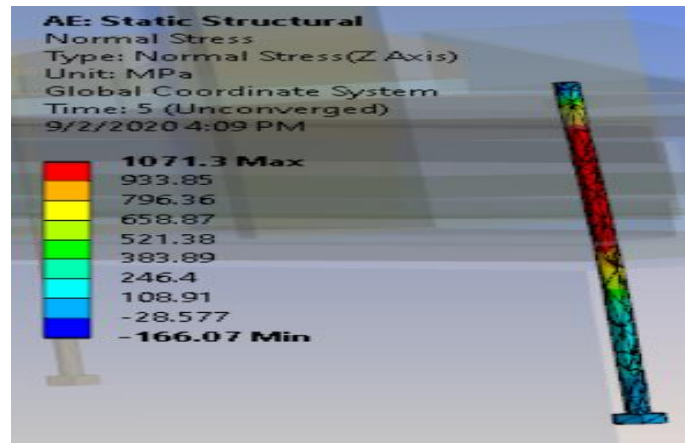 AE: Static Structural
Normal Stress
Type: Normal Stress(Z Axis)
Unit: MPa
Global Coordinate System
Time: 5 (Unconverged)
9/2/2020 4:09 PM
1071.3 Max
933.85
796.36
658.87
521.38
383.89
246.4
108.91
-28.577
-166.07 Min